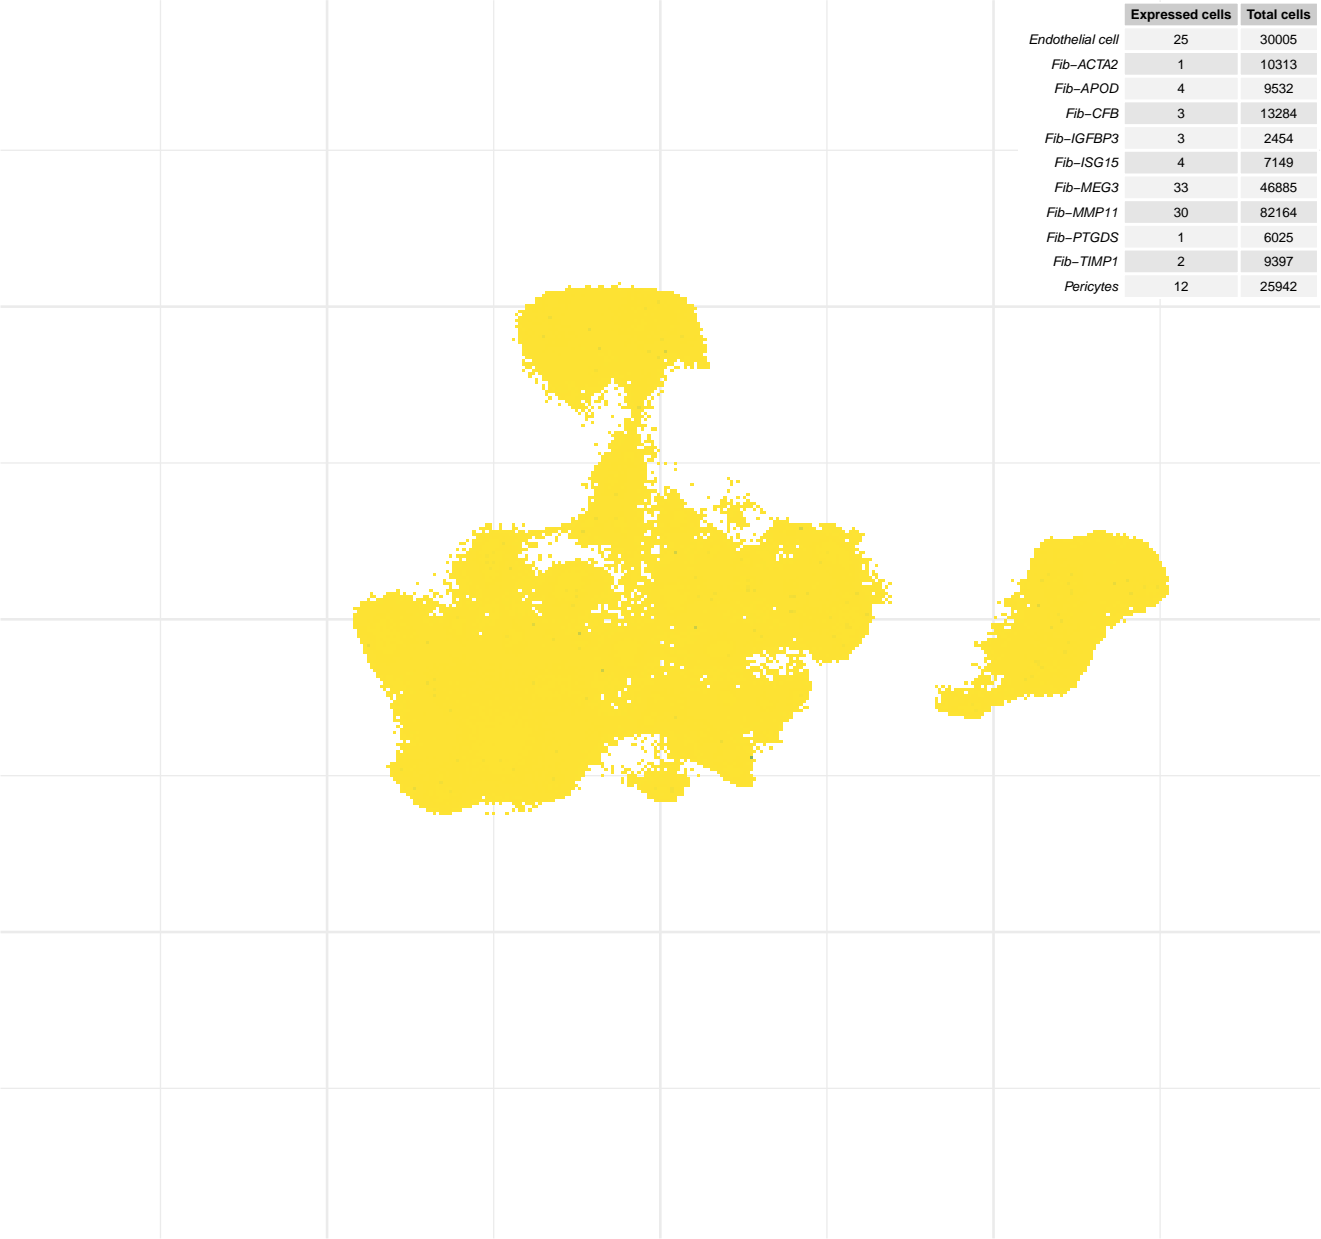 Expressed cells Total cells
Endothelial cell 25 30005
Fib−ACTA2 1 10313
Fib−APOD 4 9532
Fib−CFB 3 13284
Fib−IGFBP3 3 2454
Fib−ISG15 4 7149
Fib−MEG3 33 46885
Fib−MMP11 30 82164
Fib−PTGDS 1 6025
Fib−TIMP1 2 9397
Pericytes 12 25942